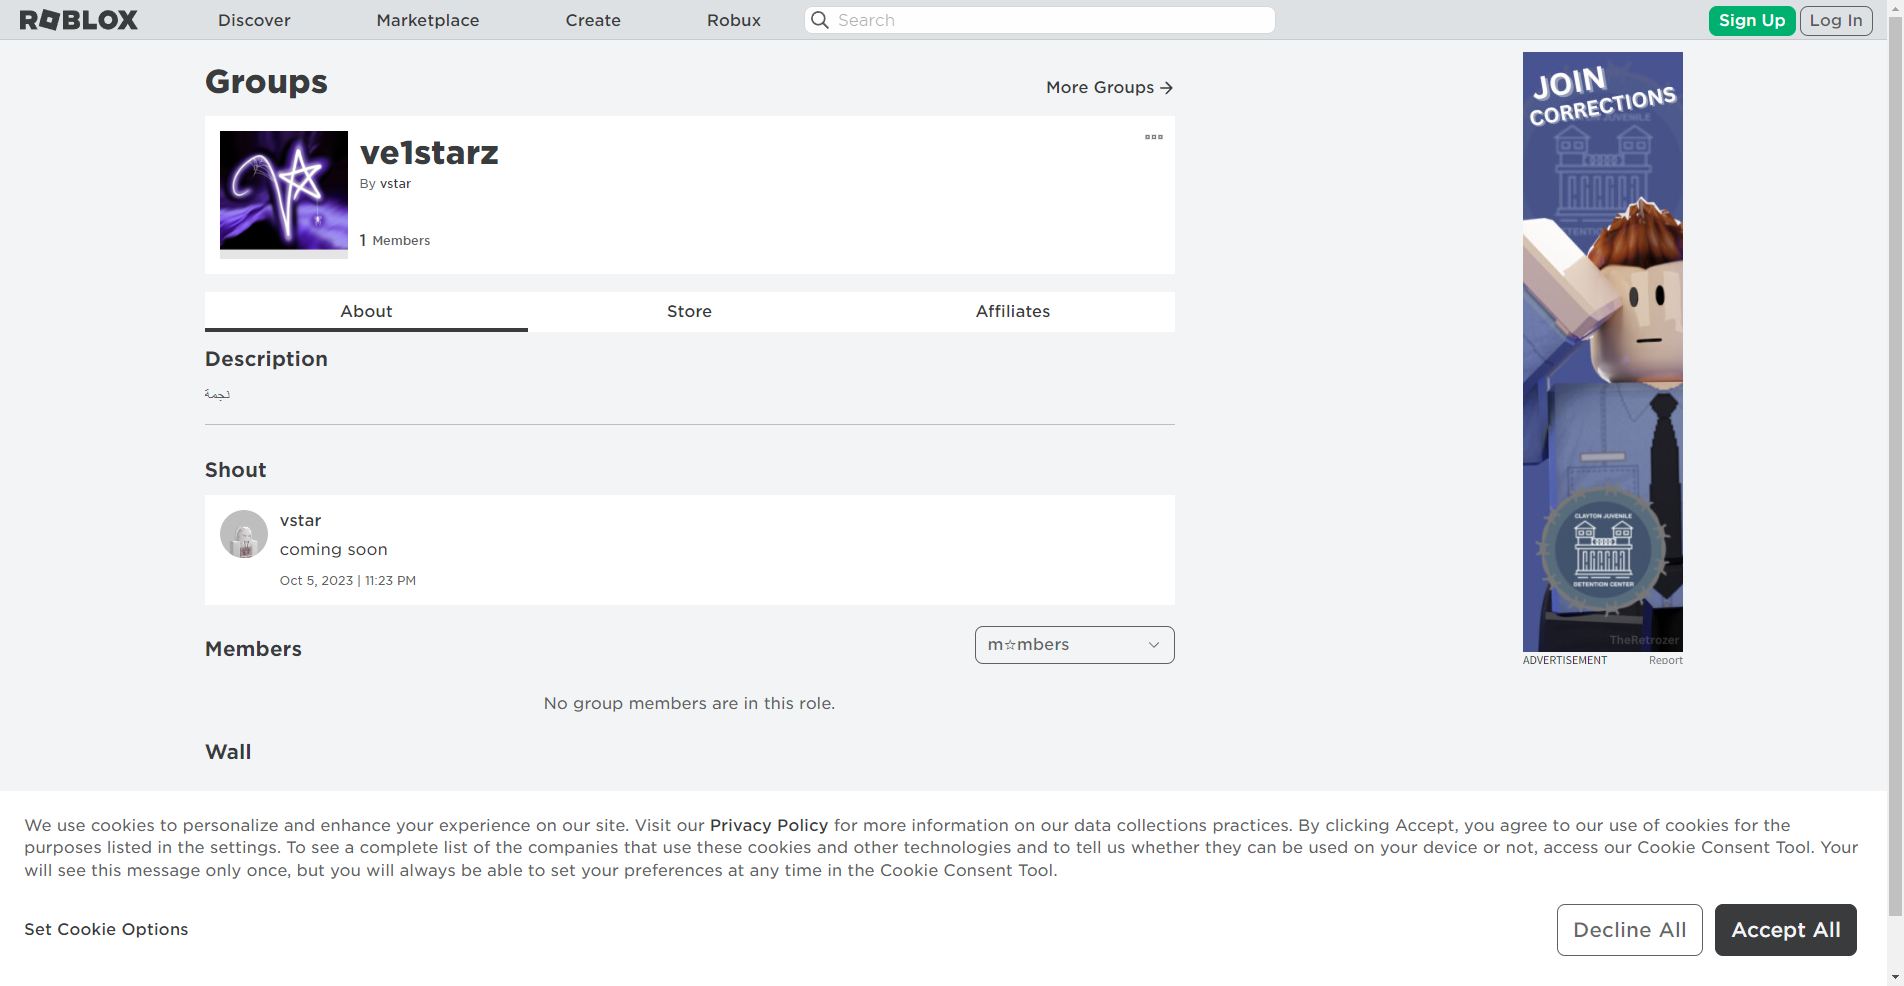 ROBLOX
Discover
Marketplace
Create
Robux
Search
Sign Up
Log In
Groups
More Groups
ve1starz
By vstar
1 Members
About
Store
Affiliates
Description
نجمة
Shout
vstar
coming soon
Oct 5, 2023 | 11:23 PM
Members
m☆mbers
No group members are in this role.
Wall
JOIN
CORRECTIONS
CLAYTON JUVENILE
DETENTION CENTER
TheRetrozer
ADVERTISEMENT
Report
We use cookies to personalize and enhance your experience on our site. Visit our Privacy Policy for more information on our data collections practices. By clicking Accept, you agree to our use of cookies for the
purposes listed in the settings. To see a complete list of the companies that use these cookies and other technologies and to tell us whether they can be used on your device or not, access our Cookie Consent Tool. Your
will see this message only once, but you will always be able to set your preferences at any time in the Cookie Consent Tool.
Set Cookie Options
Decline All
Accept All